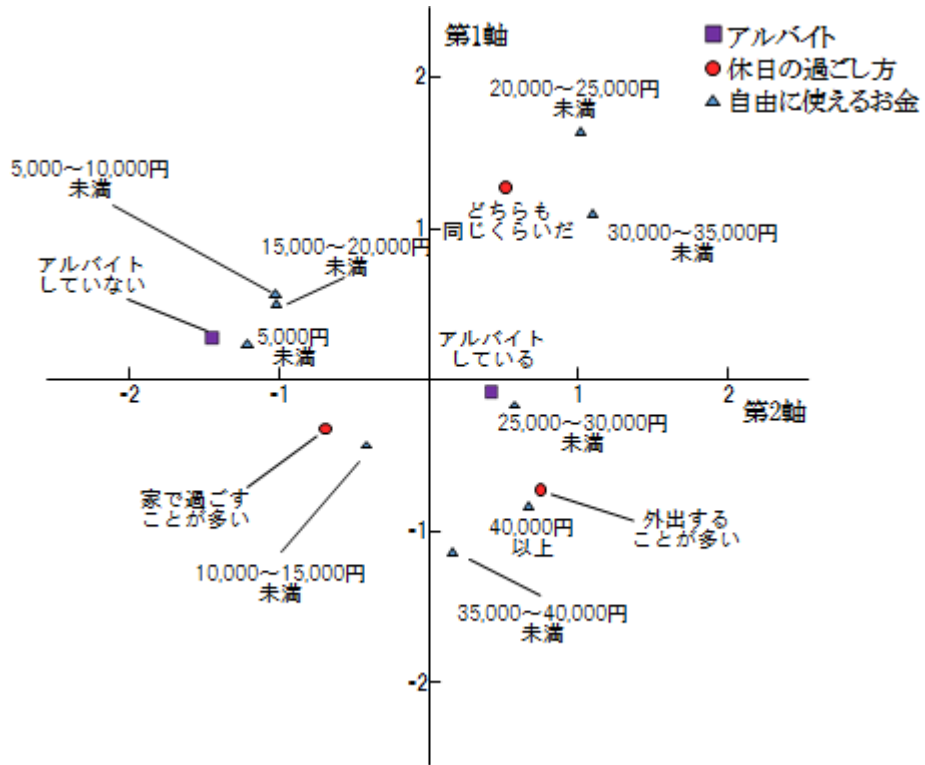 第1軸
アルバイト
休日の過ごし方
自由に使えるお金
2
20,000～25,000円
未満
5,000～10,000円
未満
どちらも
同じくらいだ
1
30,000～35,000円
未満
15,000～20,000円
未満
アルバイト
していない
5,000円
未満
アルバイト
している
-2
-1
1
2
第2軸
25,000～30,000円
未満
家で過ごす
ことが多い
10,000～15,000円
未満
-1
40,000円
以上
外出する
ことが多い
35,000～40,000円
未満
-2